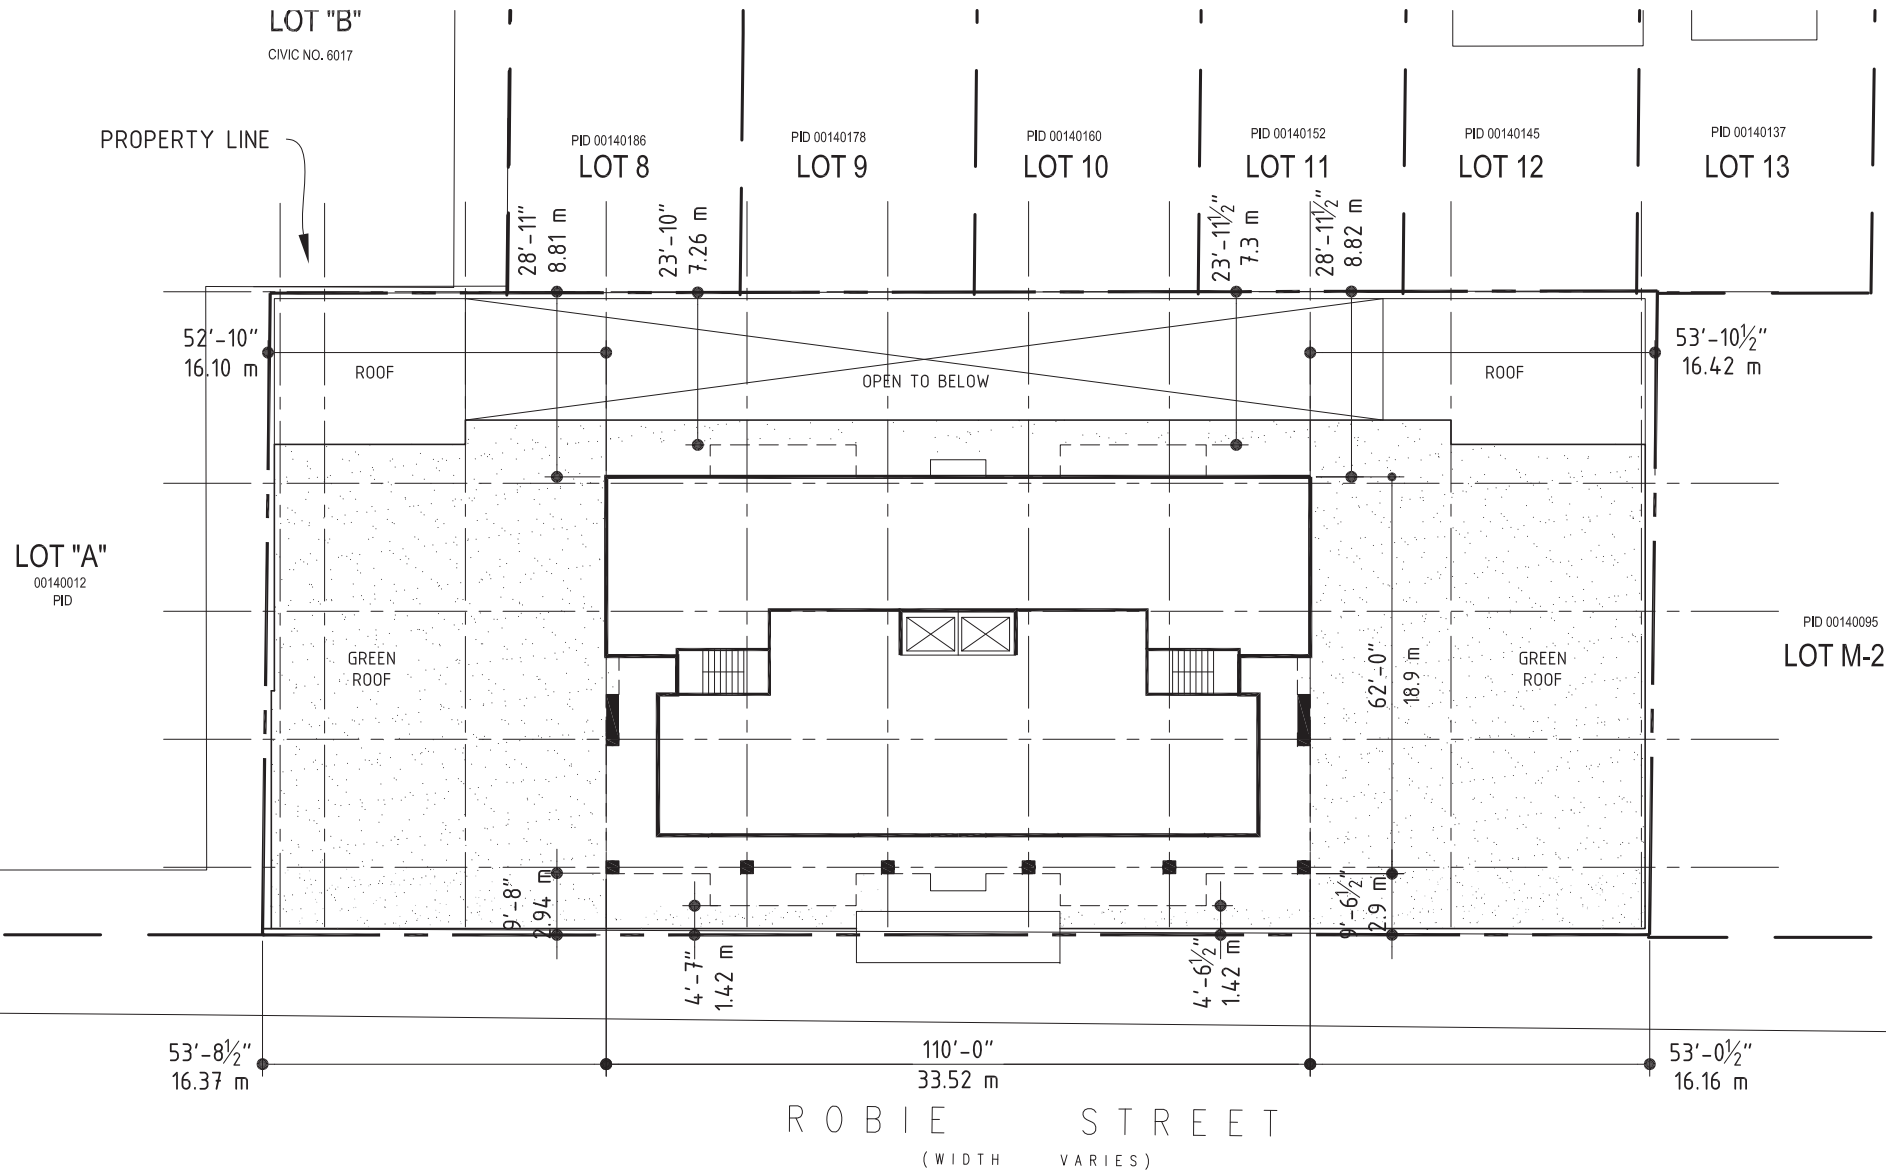 LOT "B"
CIVIC NO. 6017
PROPERTY LINE
PID 00140186
LOT 8
PID 00140178
LOT 9
PID 00140160
LOT 10
PID 00140152
LOT 11
PID 00140145
LOT 12
PID 00140137
LOT 13
28'-11"
8.81 m
23'-10"
7.26 m
23'-11½"
7.3 m
28'-11½"
8.82 m
52'-10"
16.10 m
ROOF
OPEN TO BELOW
ROOF
53'-10½"
16.42 m
LOT "A"
00140012
PID
GREEN
ROOF
62'-0"
18.9 m
GREEN
ROOF
PID 00140095
LOT M-2
9'-8"
2.94 m
9'-6½"
2.9 m
4'-7"
1.42 m
4'-6½"
1.42 m
53'-8½"
16.37 m
110'-0"
33.52 m
53'-0½"
16.16 m
ROBIE STREET
(WIDTH VARIES)